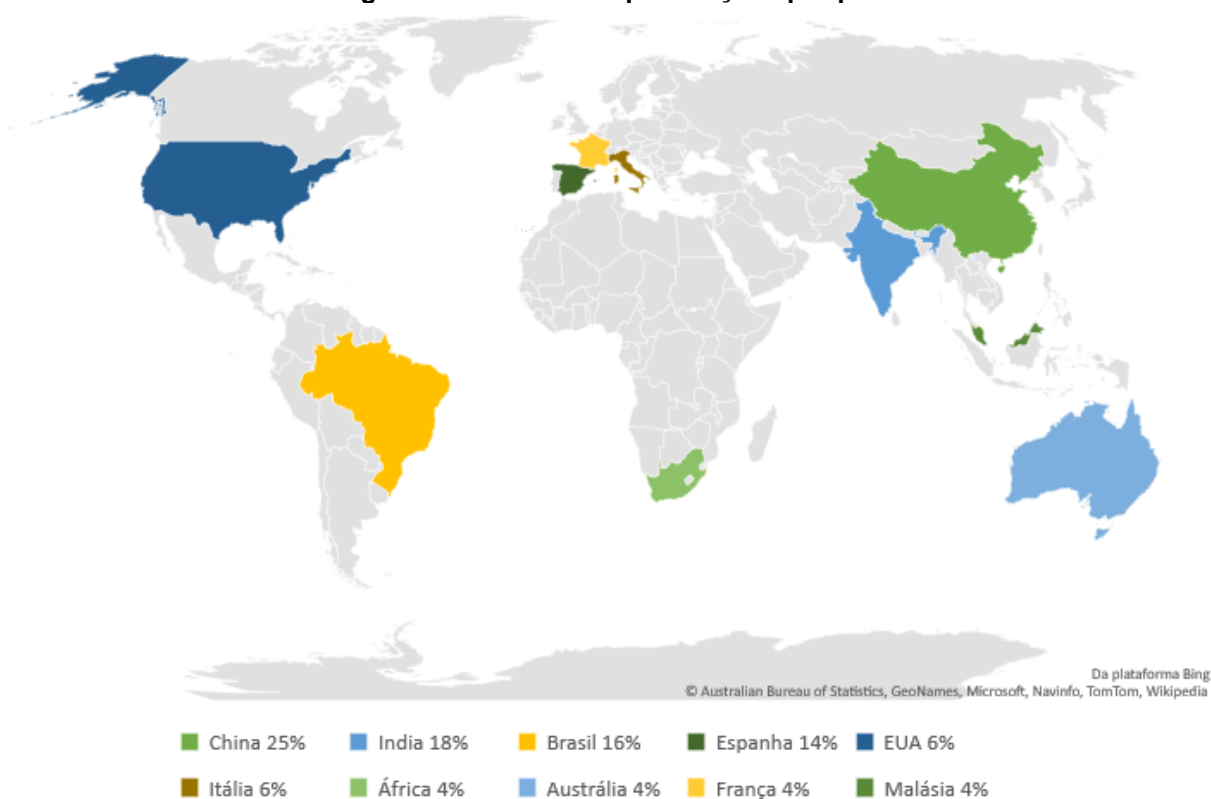 Da plataforma Bing
© Australian Bureau of Statistics, GeoNames, Microsoft, Navinfo, TomTom, Wikipedia
China 25%
India 18%
Brasil 16%
Espanha 14%
EUA 6%
Itália 6%
África 4%
Austrália 4%
França 4%
Malásia 4%